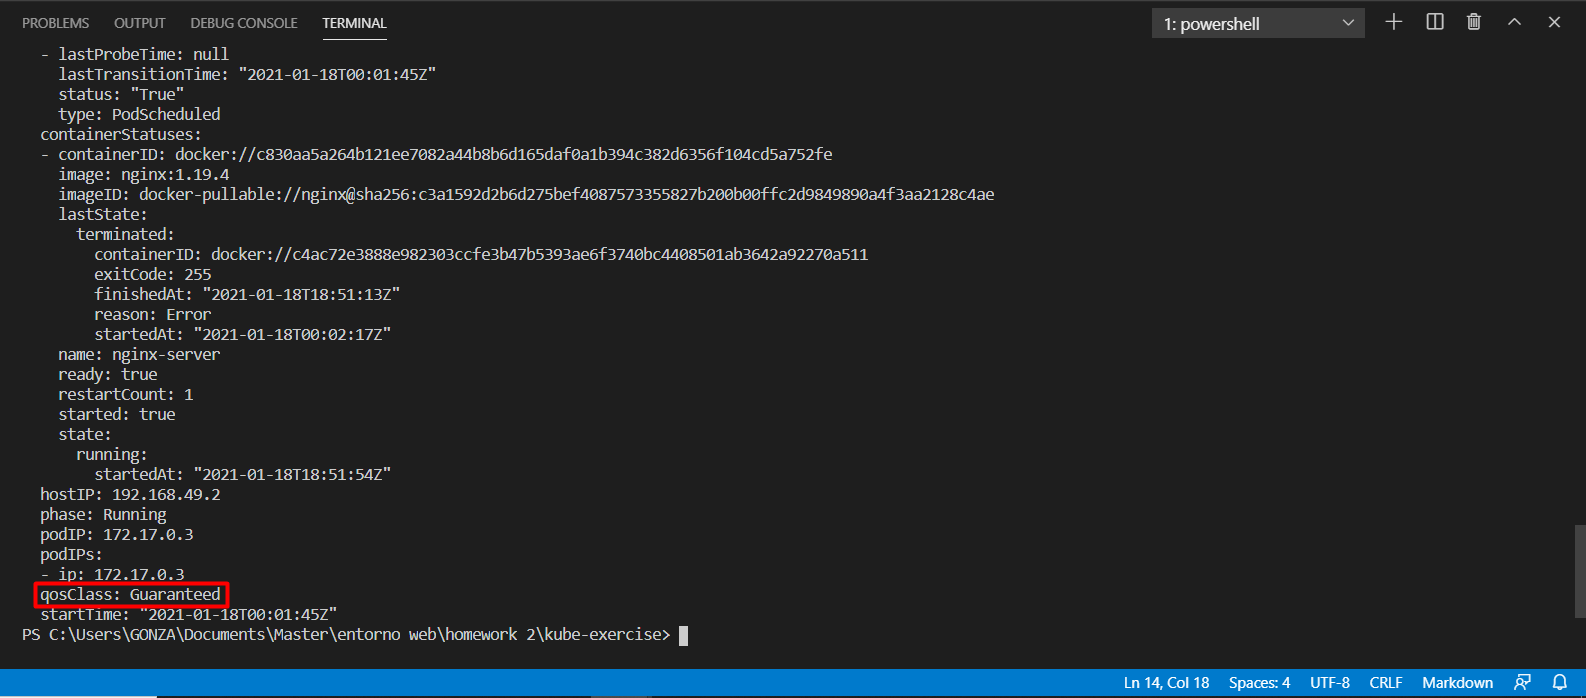 PROBLEMS OUTPUT DEBUG CONSOLE TERMINAL 1: powershell
- lastProbeTime: null
lastTransitionTime: "2021-01-18T00:01:45Z"
status: "True"
type: PodScheduled
containerStatuses:
- containerID: docker://c830aa5a264b121ee7082a44b8b6d165daf0a1b394c382d6356f104cd5a752fe
image: nginx:1.19.4
imageID: docker-pullable://nginx@sha256:c3a1592d2b6d275bef4087573355827b200b00ffc2d9849890a4f3aa2128c4ae
lastState:
terminated:
containerID: docker://c4ac72e3888e982303ccfe3b47b5393ae6f3740bc4408501ab3642a92270a511
exitCode: 255
finishedAt: "2021-01-18T18:51:13Z"
reason: Error
startedAt: "2021-01-18T00:02:17Z"
name: nginx-server
ready: true
restartCount: 1
started: true
state:
running:
startedAt: "2021-01-18T18:51:54Z"
hostIP: 192.168.49.2
phase: Running
podIP: 172.17.0.3
podIPs:
- ip: 172.17.0.3
qosClass: Guaranteed
startTime: "2021-01-18T00:01:45Z"
PS C:\Users\GONZA\Documents\Master\entorno web\homework 2\kube-exercise>
Ln 14, Col 18 Spaces: 4 UTF-8 CRLF Markdown